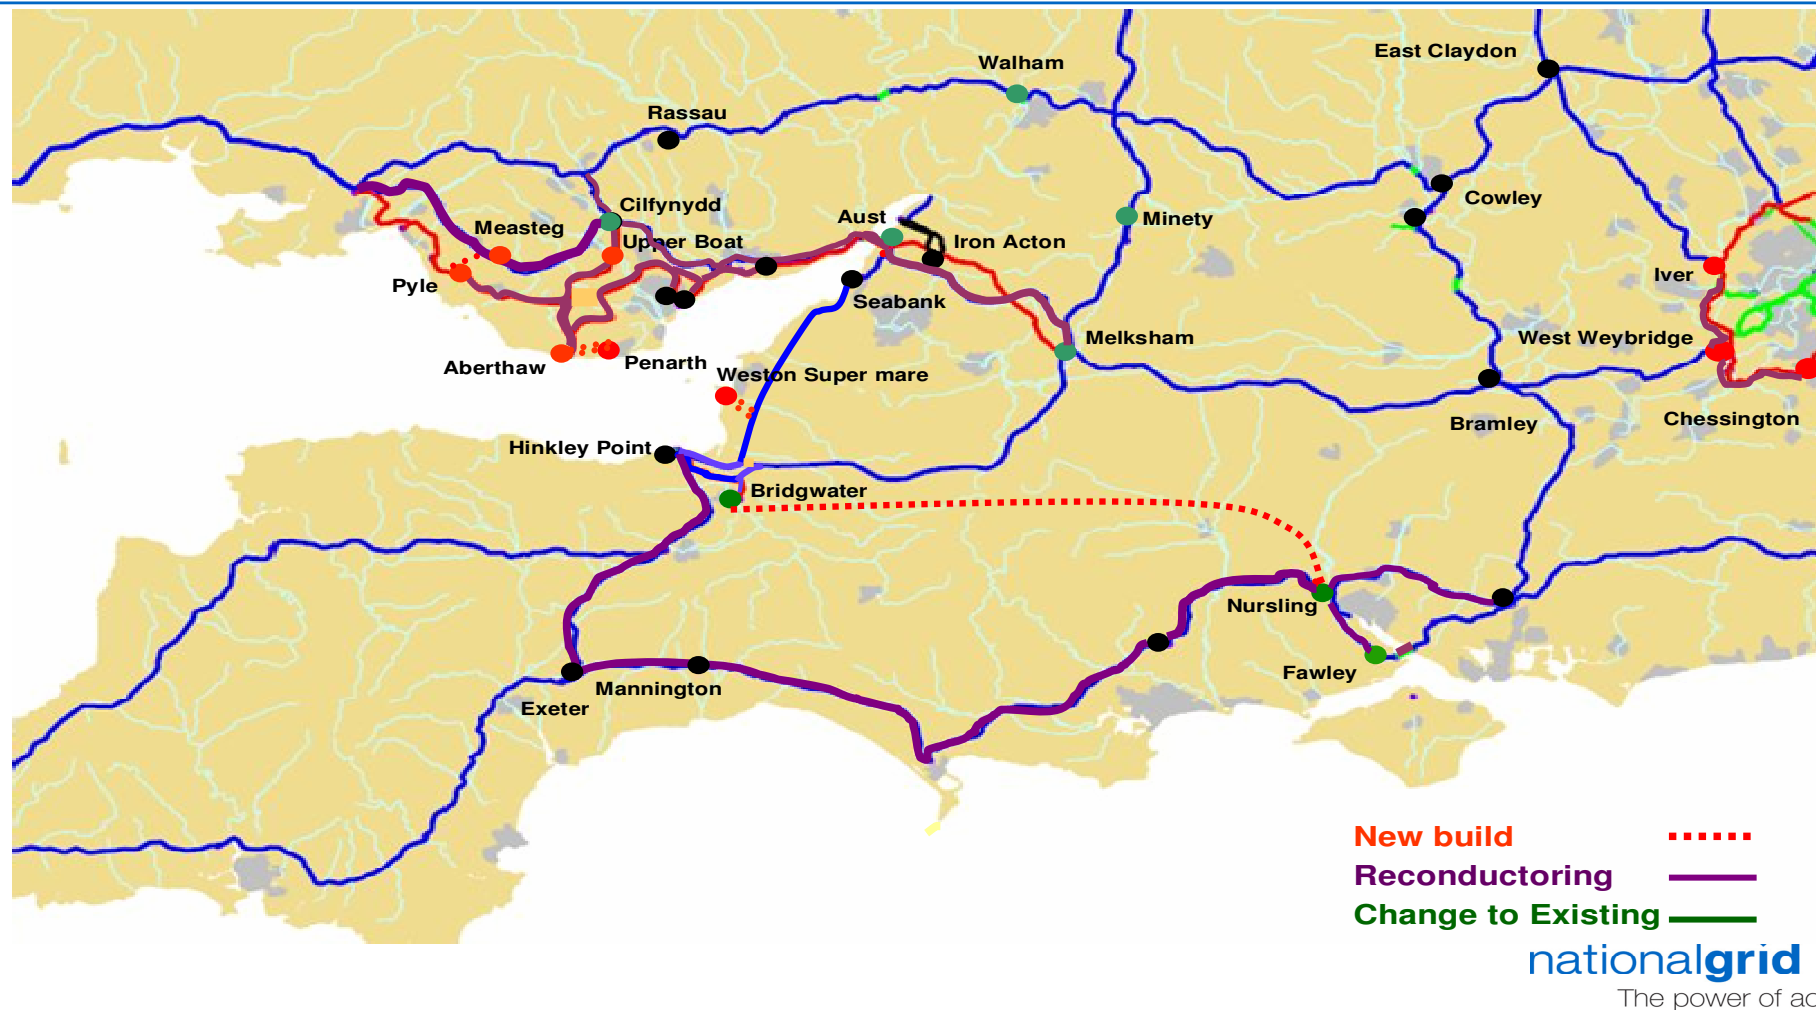 East Claydon
Walham
Rassau
Cowley
Cilfynydd
Aust
Minety
Measteg
Upper Boat
Iron Acton
Iver
Pyle
Seabank
Melksham
West Weybridge
Aberthaw
Penarth
Weston Super mare
Bramley
Chessington
Hinkley Point
Bridgwater
Nursling
Fawley
Mannington
Exeter
New build
Reconductoring
Change to Existing
nationalgrid
The power of